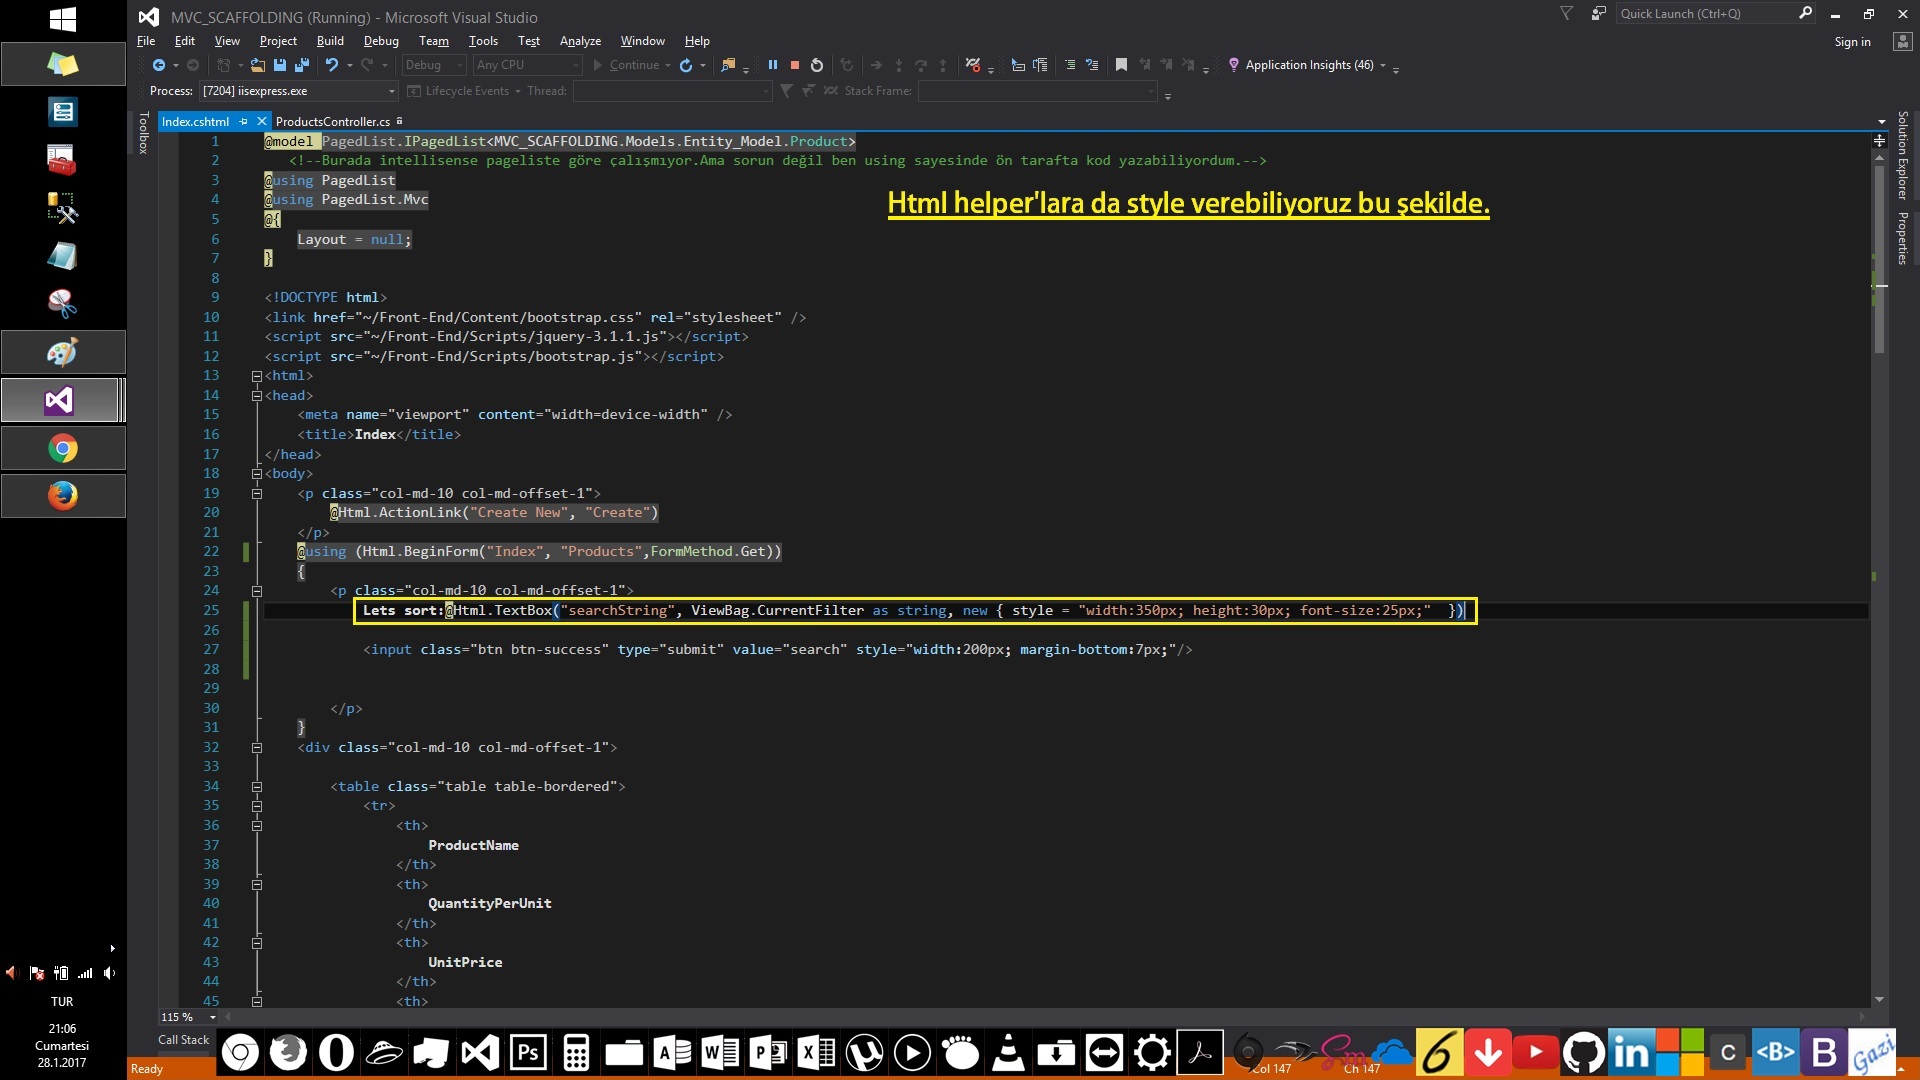 MVC_SCAFFOLDING (Running) - Microsoft Visual Studio
Quick Launch (Ctrl+Q)
File Edit View Project Build Debug Team Tools Test Analyze Window Help
Sign in
Debug Any CPU Continue Application Insights (46)
Process: [7204] iisexpress.exe Lifecycle Events Thread: Stack Frame:
Toolbox
Solution Explorer
Properties
Index.cshtml ProductsController.cs
1 @model PagedList.IPagedList<MVC_SCAFFOLDING.Models.Entity_Model.Product>
2 <!--Burada intellisense pageliste göre çalışmıyor.Ama sorun değil ben using sayesinde ön tarafta kod yazabiliyordum.-->
3 @using PagedList
4 @using PagedList.Mvc
Html helper'lara da style verebiliyoruz bu şekilde.
5 @{
6 Layout = null;
7 }
8
9 <!DOCTYPE html>
10 <link href="~/Front-End/Content/bootstrap.css" rel="stylesheet" />
11 <script src="~/Front-End/Scripts/jquery-3.1.1.js"></script>
12 <script src="~/Front-End/Scripts/bootstrap.js"></script>
13 <html>
14 <head>
15 <meta name="viewport" content="width=device-width" />
16 <title>Index</title>
17 </head>
18 <body>
19 <p class="col-md-10 col-md-offset-1">
20 @Html.ActionLink("Create New", "Create")
21 </p>
22 @using (Html.BeginForm("Index", "Products",FormMethod.Get))
23 {
24 <p class="col-md-10 col-md-offset-1">
25 Lets sort:@Html.TextBox("searchString", ViewBag.CurrentFilter as string, new { style = "width:350px; height:30px; font-size:25px;" })
26
27 <input class="btn btn-success" type="submit" value="search" style="width:200px; margin-bottom:7px;"/>
28
29
30 </p>
31 }
32 <div class="col-md-10 col-md-offset-1">
33
34 <table class="table table-bordered">
35 <tr>
36 <th>
37 ProductName
38 </th>
39 <th>
40 QuantityPerUnit
41 </th>
42 <th>
43 UnitPrice
44 </th>
45 <th>
115 %
Call Stack
Ready
Col 147
Ch 147
TUR
21:06
Cumartesi
28.1.2017
Ps
in
C
<B>
B
Gazi